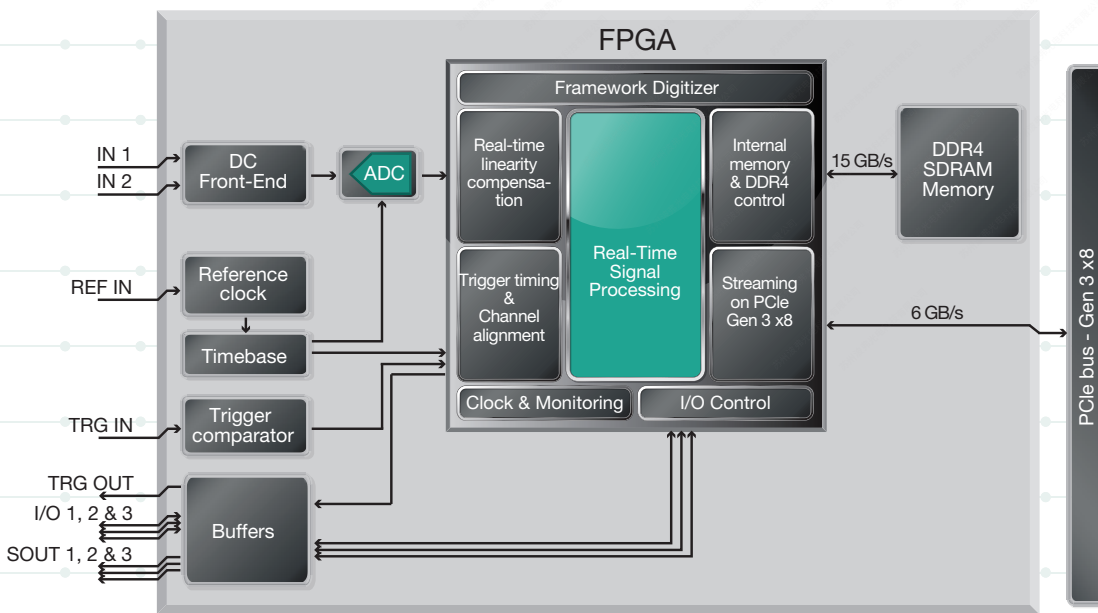 FPGA
Framework Digitizer
Real-time
linearity
compensa-
tion
Internal
memory
& DDR4
control
Real-Time
Signal
Processing
Trigger timing
&
Channel
alignment
Streaming
on PCIe
Gen 3 x8
Clock & Monitoring
I/O Control
IN 1
IN 2
DC
Front-End
ADC
15 GB/s
DDR4
SDRAM
Memory
REF IN
Reference
clock
Timebase
6 GB/s
PCIe bus - Gen 3 x8
TRG IN
Trigger
comparator
TRG OUT
I/O 1, 2 & 3
SOUT 1, 2 & 3
Buffers